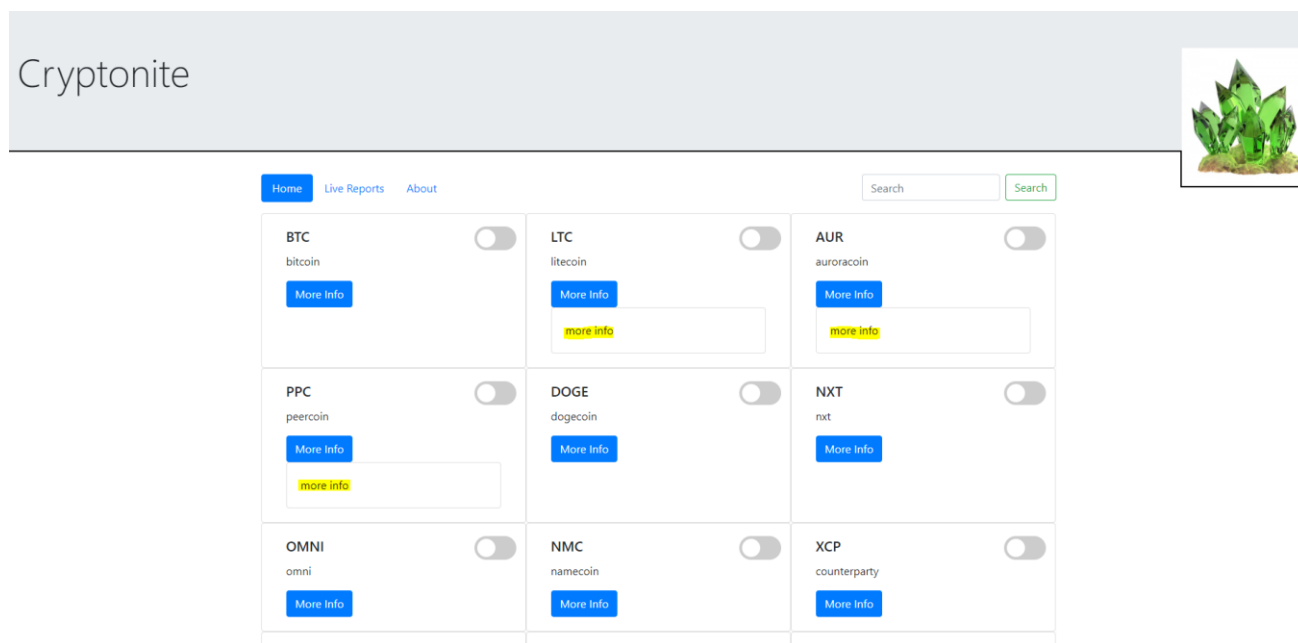 Cryptonite
Home Live Reports About Search Search
BTC
bitcoin
More Info
LTC
litecoin
More Info
more info
AUR
auroracoin
More Info
more info
PPC
peercoin
More Info
more info
DOGE
dogecoin
More Info
NXT
nxt
More Info
OMNI
omni
More Info
NMC
namecoin
More Info
XCP
counterparty
More Info